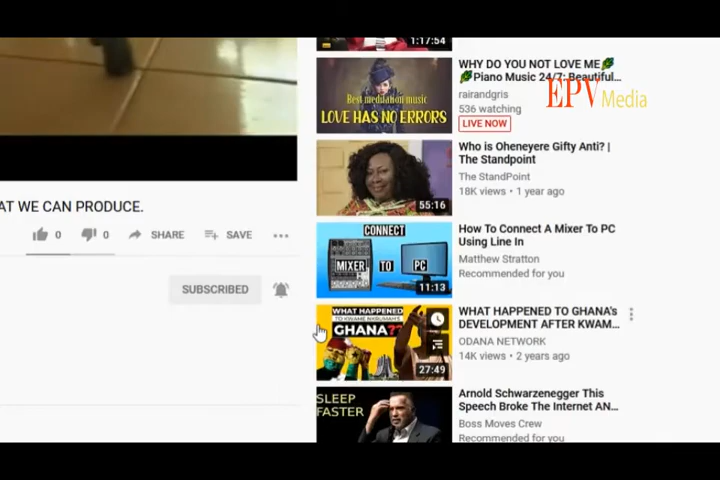 1:17:54
WHY DO YOU NOT LOVE ME
Piano Music 24/7: Beautiful...
rairandgris
536 watching
LIVE NOW
EPV Media
Best meditation music
LOVE HAS NO ERRORS
Who is Oheneyere Gifty Anti? |
The Standpoint
The StandPoint
18K views • 1 year ago
55:16
AT WE CAN PRODUCE.
0
0
SHARE
SAVE
CONNECT
MIXER TO PC
11:13
How To Connect A Mixer To PC
Using Line In
Matthew Stratton
Recommended for you
SUBSCRIBED
WHAT HAPPENED
TO KWAME NKRUMAH's
GHANA??
27:49
WHAT HAPPENED TO GHANA's
DEVELOPMENT AFTER KWAM...
ODANA NETWORK
14K views • 2 years ago
SLEEP
FASTER
Arnold Schwarzenegger This
Speech Broke The Internet AN...
Boss Moves Crew
Recommended for you